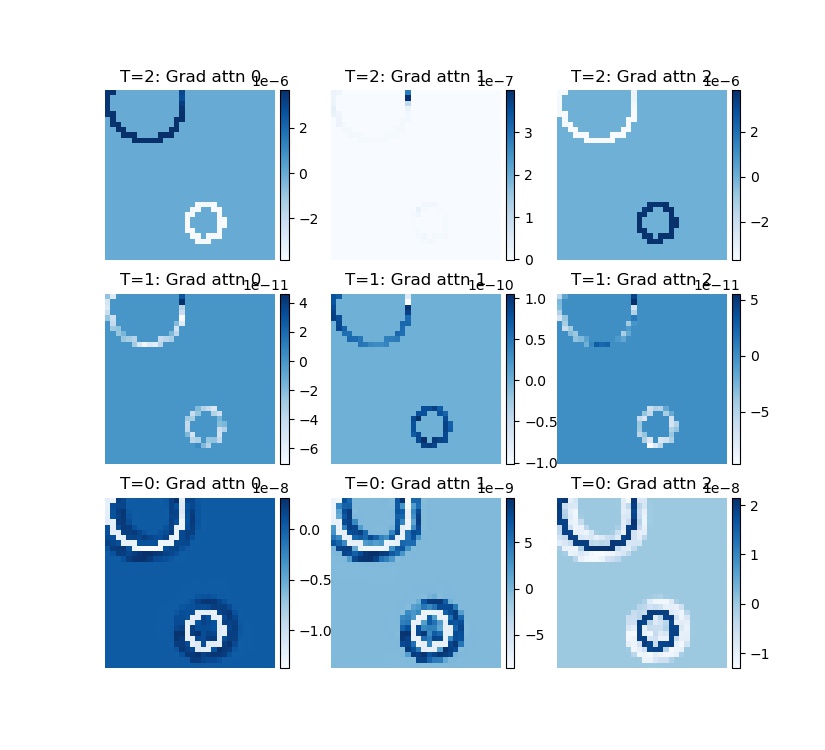 T=2: Grad attn 0
1e−6
2
0
−2
T=2: Grad attn 1
1e−7
3
2
1
0
T=2: Grad attn 2
1e−6
2
0
−2
T=1: Grad attn 0
1e−11
4
2
0
−2
−4
−6
T=1: Grad attn 1
1e−10
1.0
0.5
0.0
−0.5
−1.0
T=1: Grad attn 2
1e−11
5
0
−5
T=0: Grad attn 0
1e−8
0.0
−0.5
−1.0
T=0: Grad attn 1
1e−9
5
0
−5
T=0: Grad attn 2
1e−8
2
1
0
−1